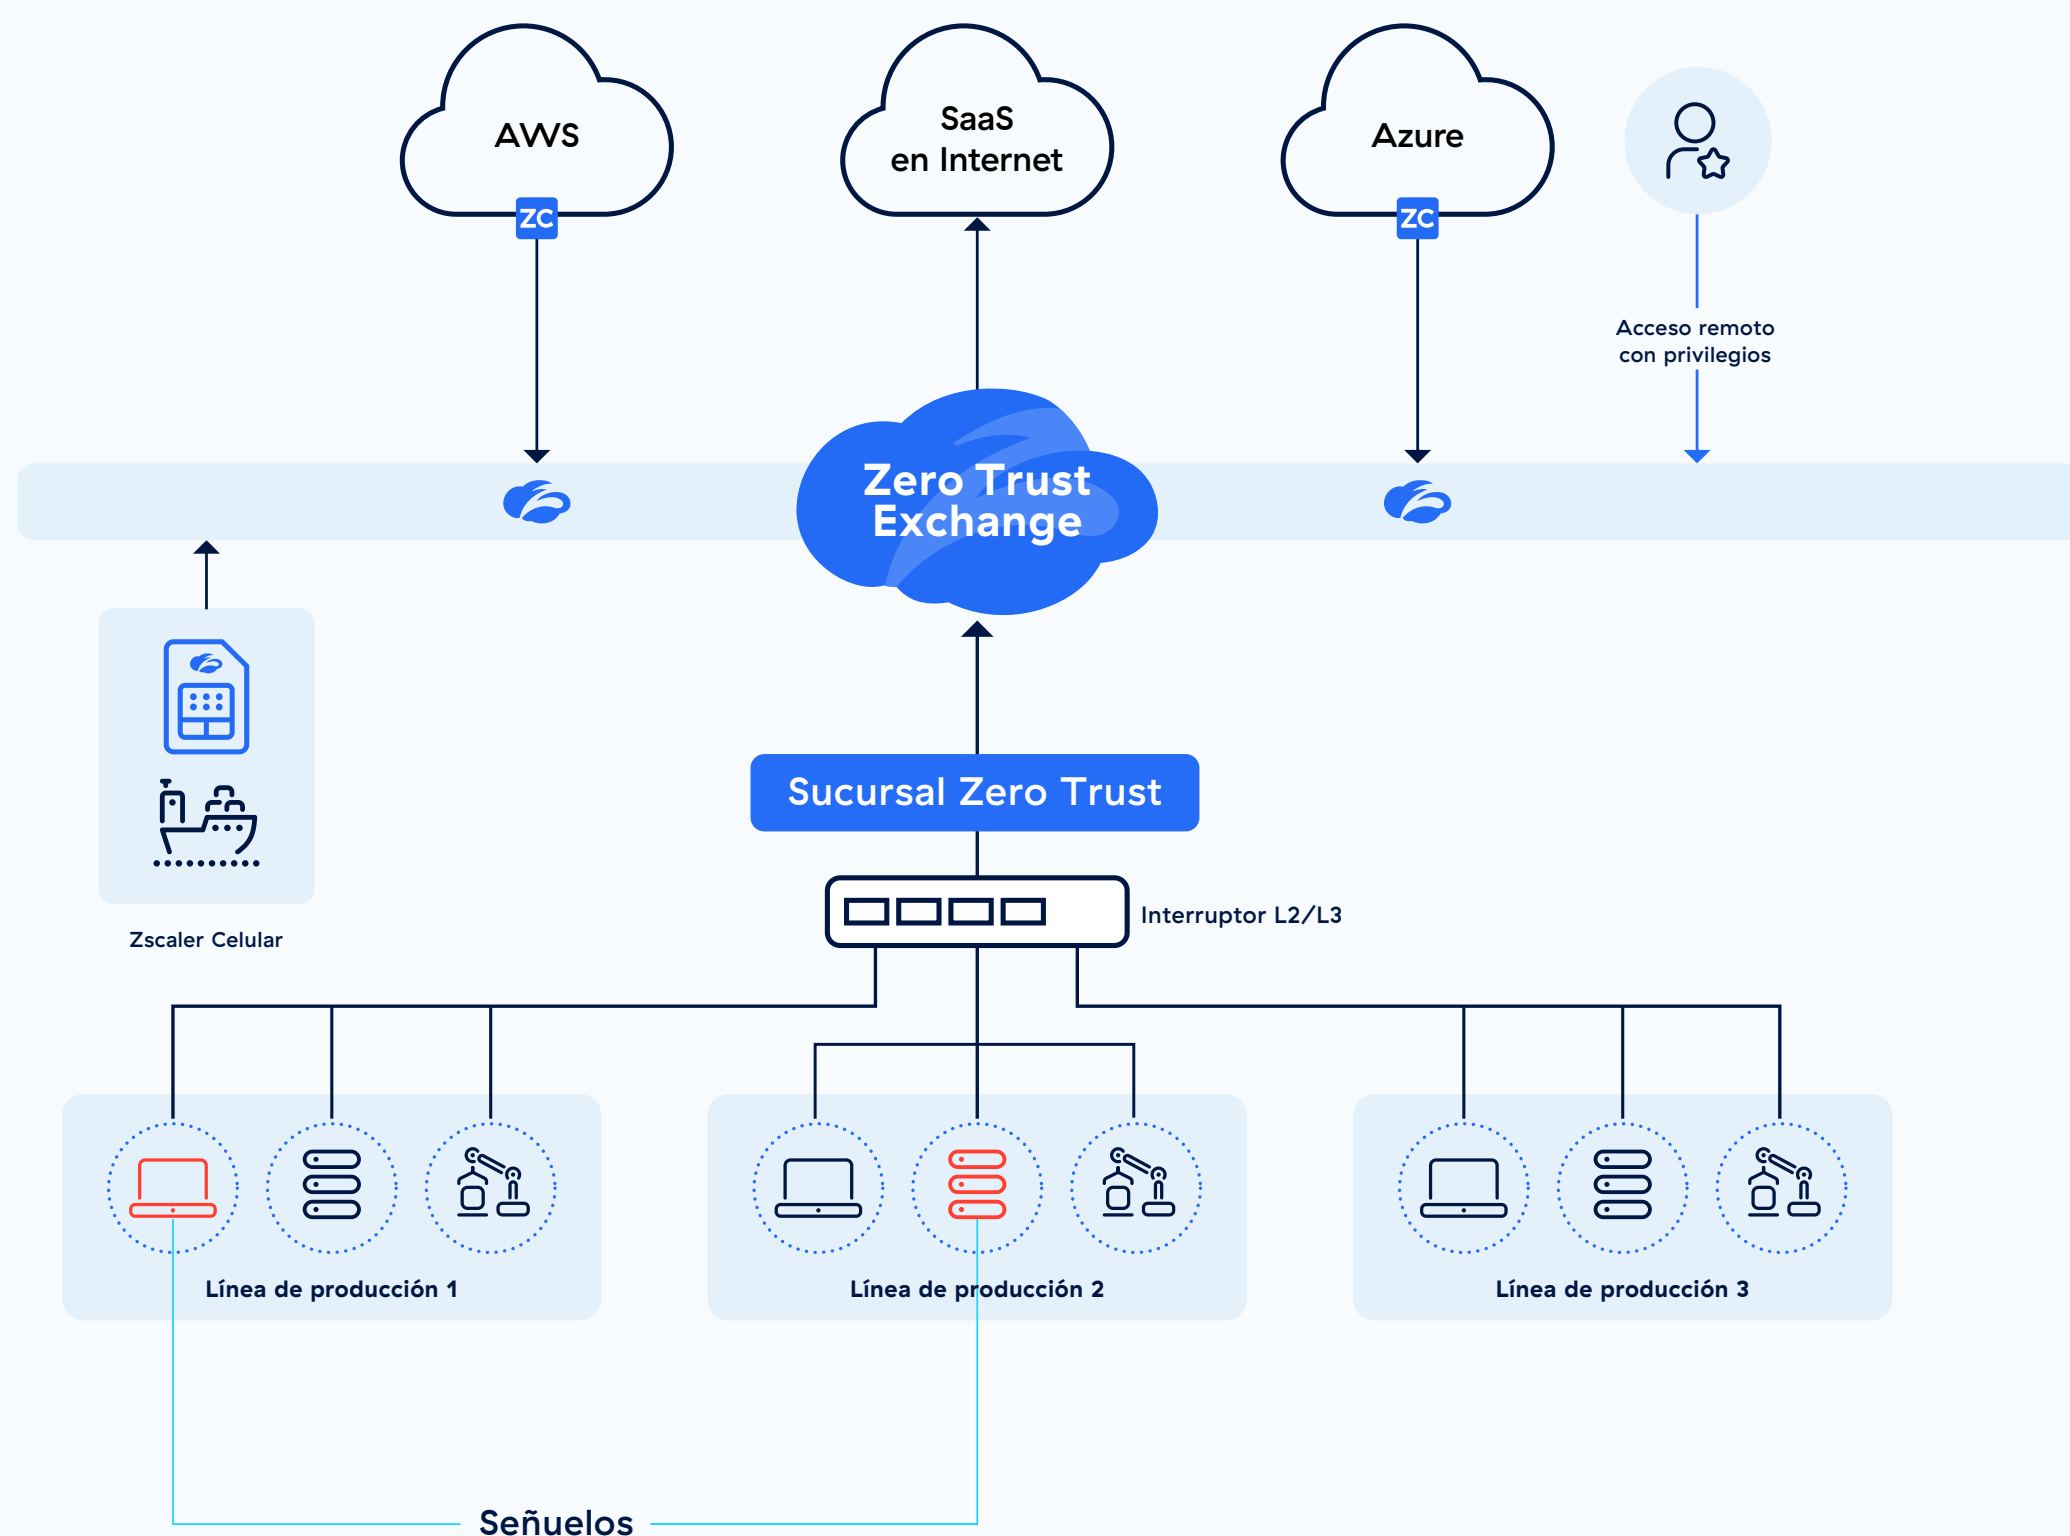 AWS
SaaS
en Internet
Azure
ZC
ZC
Acceso remoto
con privilegios
Zero Trust
Exchange
Sucursal Zero Trust
Interruptor L2/L3
Zscaler Celular
Línea de producción 1
Línea de producción 2
Línea de producción 3
Señuelos